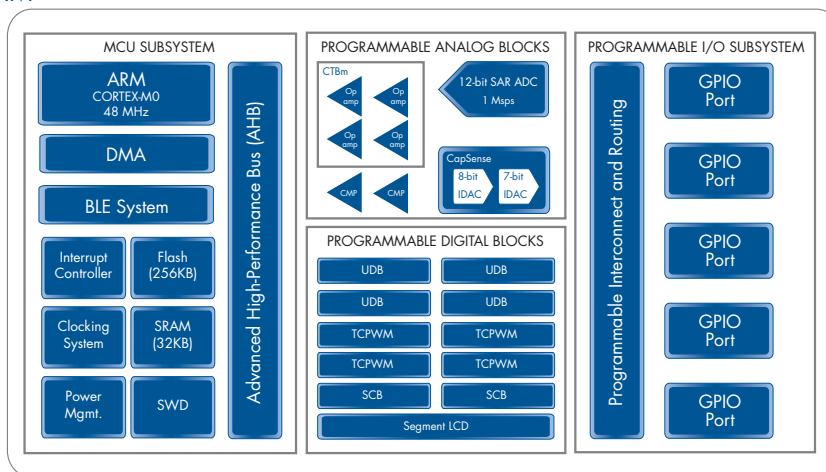 MCU SUBSYSTEM
ARM
CORTEX-M0
48 MHz
DMA
BLE System
Interrupt
Controller
Flash
(256KB)
Clocking
System
SRAM
(32KB)
Power
Mgmt.
SWD
Advanced High-Performance Bus (AHB)
PROGRAMMABLE ANALOG BLOCKS
CTBm
Op
amp
Op
amp
Op
amp
Op
amp
CMP
CMP
12-bit SAR ADC
1 Msps
CapSense
8-bit
IDAC
7-bit
IDAC
PROGRAMMABLE DIGITAL BLOCKS
UDB
UDB
UDB
UDB
TCPWM
TCPWM
TCPWM
TCPWM
SCB
SCB
Segment LCD
PROGRAMMABLE I/O SUBSYSTEM
Programmable Interconnect and Routing
GPIO
Port
GPIO
Port
GPIO
Port
GPIO
Port
GPIO
Port